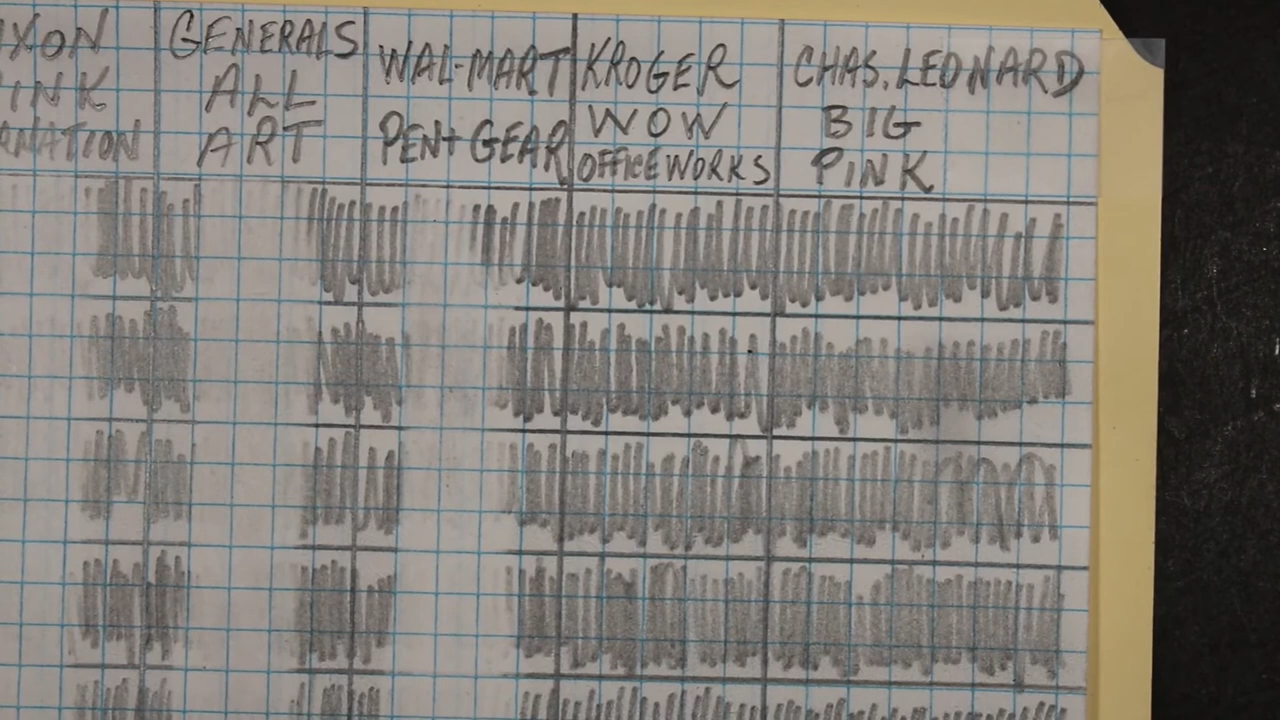 GENERALS
ALL
ART
WAL-MART
PEN+GEAR
KROGER
WOW
OFFICEWORKS
CHAS. LEONARD
BIG
PINK